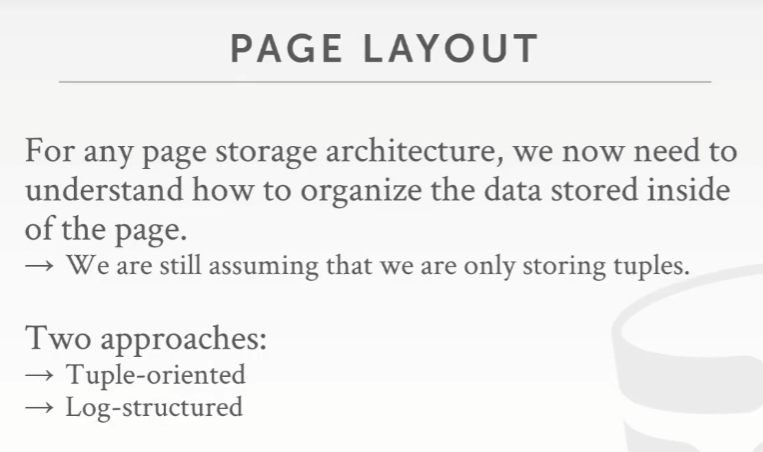 PAGE LAYOUT
For any page storage architecture, we now need to
understand how to organize the data stored inside
of the page.
→ We are still assuming that we are only storing tuples.
Two approaches:
→ Tuple-oriented
→ Log-structured